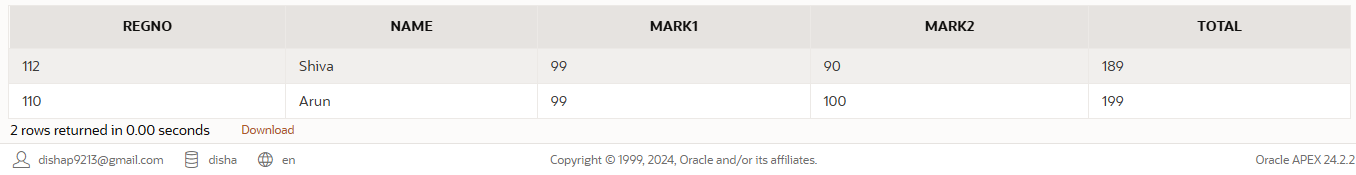 REGNO NAME MARK1 MARK2 TOTAL
112 Shiva 99 90 189
110 Arun 99 100 199
2 rows returned in 0.00 seconds Download
dishap9213@gmail.com disha en Copyright © 1999, 2024, Oracle and/or its affiliates. Oracle APEX 24.2.2